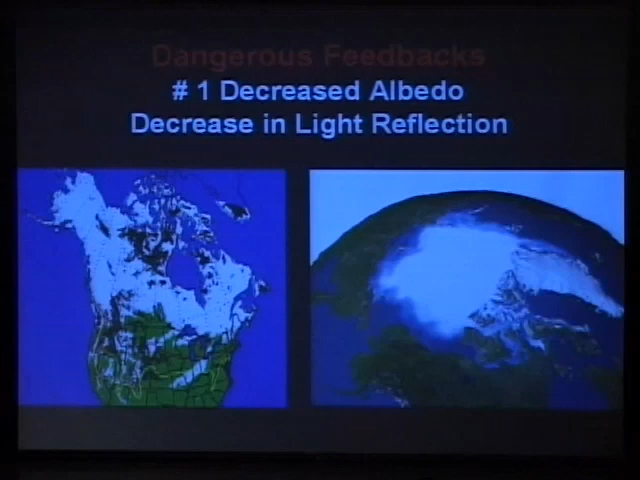 Dangerous Feedbacks
# 1 Decreased Albedo
Decrease in Light Reflection